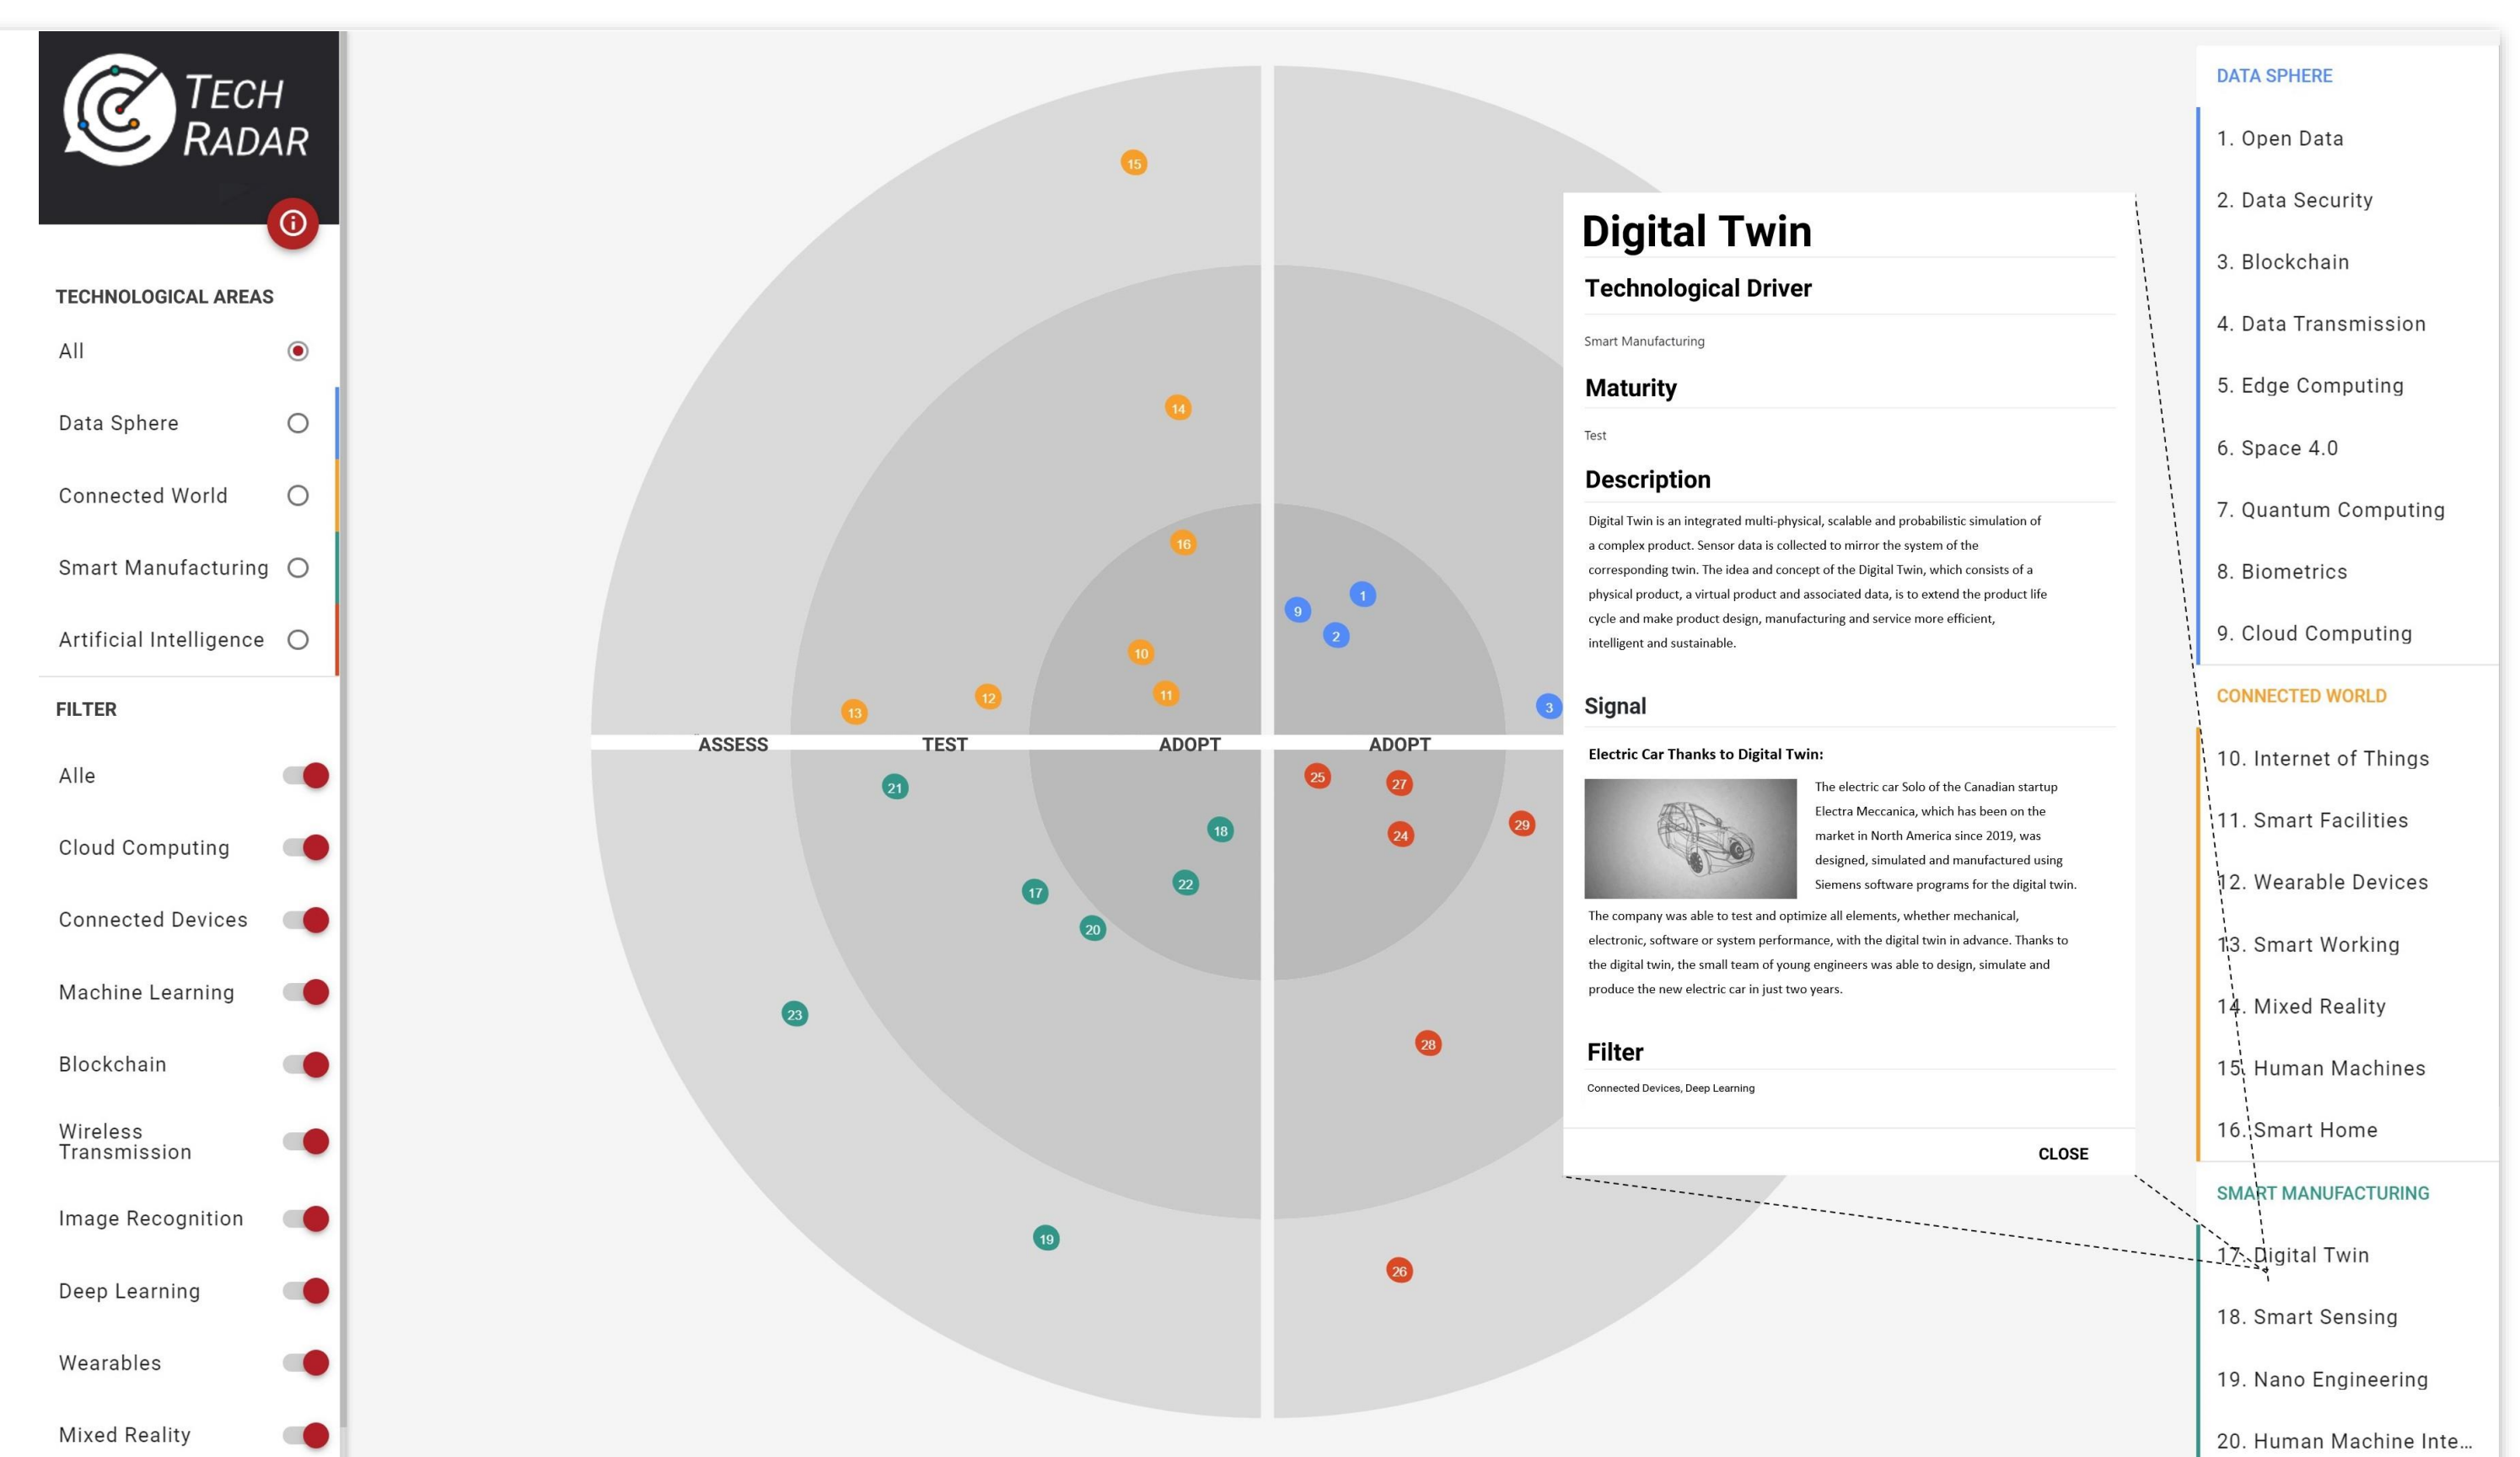 TECH
RADAR
TECHNOLOGICAL AREAS
All
Data Sphere
Connected World
Smart Manufacturing
Artificial Intelligence
FILTER
Alle
Cloud Computing
Connected Devices
Machine Learning
Blockchain
Wireless
Transmission
Image Recognition
Deep Learning
Wearables
Mixed Reality
15
14
16
9
1
2
10
11
12
13
3
ASSESS
TEST
ADOPT
ADOPT
21
25
27
18
24
29
17
22
20
23
28
19
26
Digital Twin
Technological Driver
Smart Manufacturing
Maturity
Test
Description
Digital Twin is an integrated multi-physical, scalable and probabilistic simulation of
a complex product. Sensor data is collected to mirror the system of the
corresponding twin. The idea and concept of the Digital Twin, which consists of a
physical product, a virtual product and associated data, is to extend the product life
cycle and make product design, manufacturing and service more efficient,
intelligent and sustainable.
Signal
Electric Car Thanks to Digital Twin:
The electric car Solo of the Canadian startup
Electra Meccanica, which has been on the
market in North America since 2019, was
designed, simulated and manufactured using
Siemens software programs for the digital twin.
The company was able to test and optimize all elements, whether mechanical,
electronic, software or system performance, with the digital twin in advance. Thanks to
the digital twin, the small team of young engineers was able to design, simulate and
produce the new electric car in just two years.
Filter
Connected Devices, Deep Learning
CLOSE
DATA SPHERE
1. Open Data
2. Data Security
3. Blockchain
4. Data Transmission
5. Edge Computing
6. Space 4.0
7. Quantum Computing
8. Biometrics
9. Cloud Computing
CONNECTED WORLD
10. Internet of Things
11. Smart Facilities
12. Wearable Devices
13. Smart Working
14. Mixed Reality
15. Human Machines
16. Smart Home
SMART MANUFACTURING
17. Digital Twin
18. Smart Sensing
19. Nano Engineering
20. Human Machine Inte...